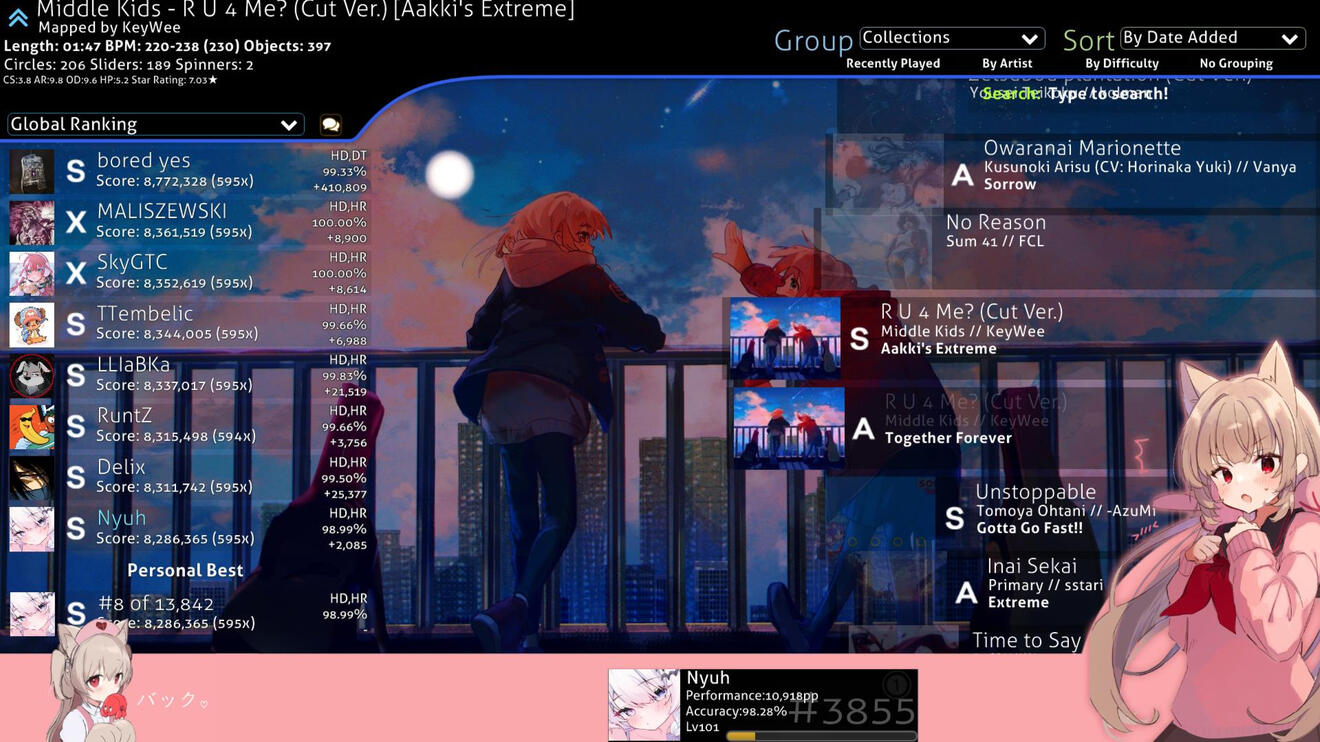 Middle Kids - R U 4 Me? (Cut Ver.) [Aakki's Extreme]
Mapped by KeyWee
Length: 01:47 BPM: 220-238 (230) Objects: 397
Circles: 206 Sliders: 189 Spinners: 2
CS:3.8 AR:9.8 OD:9.6 HP:5.2 Star Rating: 7.03★
Group Collections
Sort By Date Added
Recently Played By Artist By Difficulty No Grouping
Search: Type to search!
Global Ranking
S bored yes HD,DT
Score: 8,772,328 (595x) 99.33%
+410,809
X MALISZEWSKI HD,HR
Score: 8,361,519 (595x) 100.00%
+8,900
X SkyGTC HD,HR
Score: 8,352,619 (595x) 100.00%
+8,614
S TTembelic HD,HR
Score: 8,344,005 (595x) 99.66%
+6,988
S LLIaBKa HD,HR
Score: 8,337,017 (595x) 99.83%
+21,519
S RuntZ HD,HR
Score: 8,315,498 (594x) 99.66%
+3,756
S Delix HD,HR
Score: 8,311,742 (595x) 99.50%
+25,377
S Nyuh HD,HR
Score: 8,286,365 (595x) 98.99%
+2,085
Personal Best
S #8 of 13,842 HD,HR
8,286,365 (595x) 98.99%
-
Owaranai Marionette
A Kusunoki Arisu (CV: Horinaka Yuki) // Vanya
Sorrow
No Reason
Sum 41 // FCL
R U 4 Me? (Cut Ver.)
S Middle Kids // KeyWee
Aakki's Extreme
R U 4 Me? (Cut Ver.)
A Middle Kids // KeyWee
Together Forever
Unstoppable
S Tomoya Ohtani // -AzuMi
Gotta Go Fast!!
Inai Sekai
A Primary // sstari
Extreme
Time to Say
バック♡
Nyuh
Performance:10,918pp
Accuracy:98.28% #3855
Lv101
1